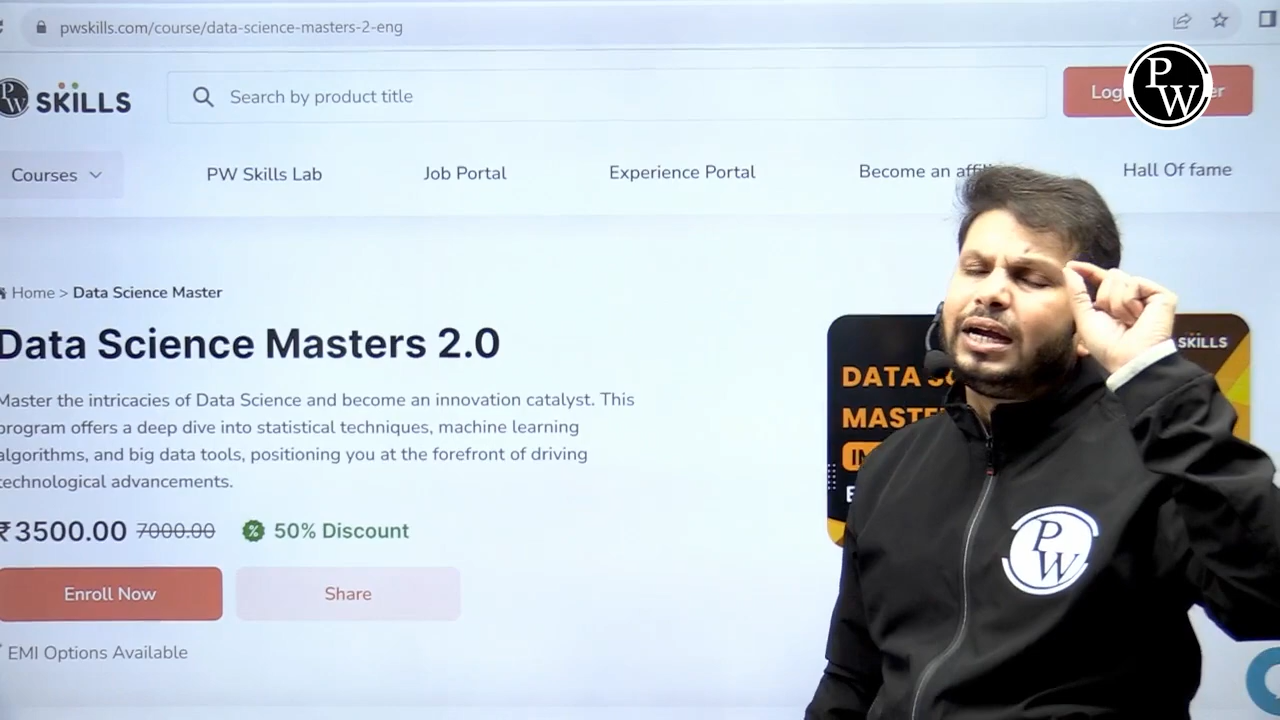 pwskills.com/course/data-science-masters-2-eng
PW SKILLS
Search by product title
PW
Courses
PW Skills Lab
Job Portal
Experience Portal
Become an
Hall Of fame
Home > Data Science Master
Data Science Masters 2.0
Master the intricacies of Data Science and become an innovation catalyst. This
program offers a deep dive into statistical techniques, machine learning
algorithms, and big data tools, positioning you at the forefront of driving
technological advancements.
₹3500.00 7000.00 50% Discount
Enroll Now
Share
EMI Options Available
SKILLS
DATA
PW